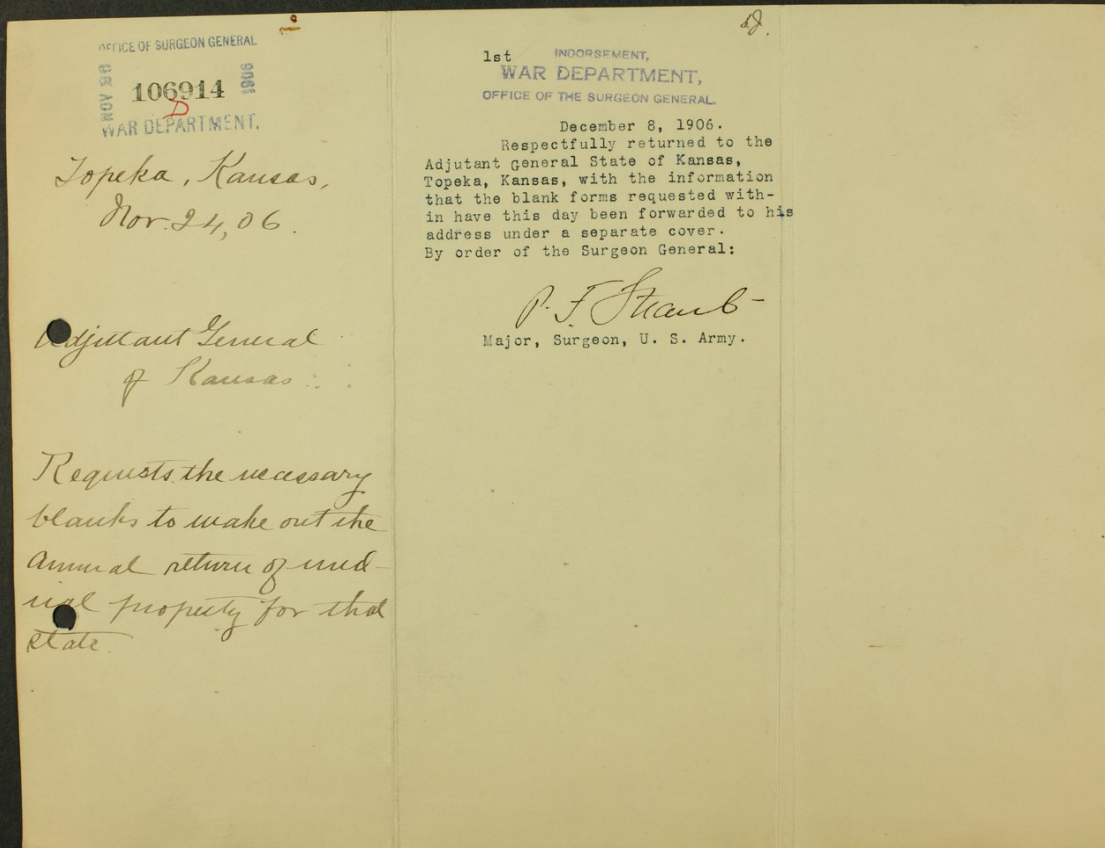 OFFICE OF SURGEON GENERAL
NOV 1906
106914
D
WAR DEPARTMENT.
Topeka, Kansas,
Nov. 24, 06.
Adjutant General
of Kansas
Requests the necessary
blanks to make out the
annual return of med-
ical property for that
state.
1st INDORSEMENT,
WAR DEPARTMENT,
OFFICE OF THE SURGEON GENERAL.
December 8, 1906.
Respectfully returned to the
Adjutant General State of Kansas,
Topeka, Kansas, with the information
that the blank forms requested with-
in have this day been forwarded to his
address under a separate cover.
By order of the Surgeon General:
P. F. Straub
Major, Surgeon, U. S. Army.